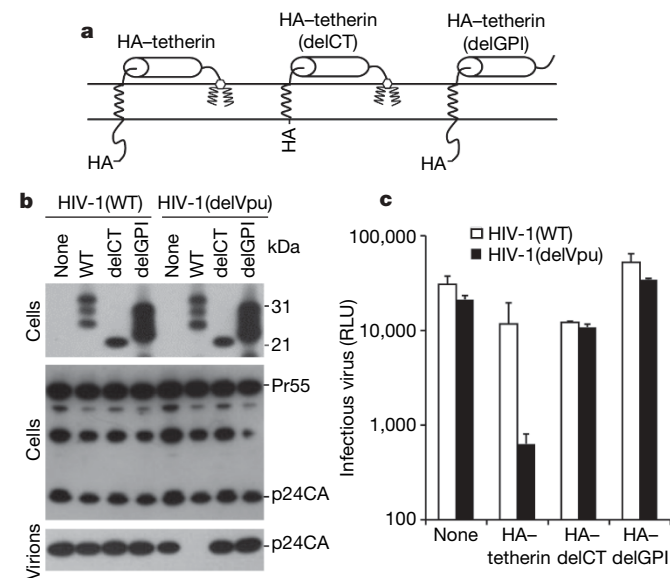 a
HA–tetherin
HA–tetherin
(delCT)
HA–tetherin
(delGPI)
HA
HA
HA
b
HIV-1(WT) HIV-1(delVpu)
None WT delCT delGPI None WT delCT delGPI kDa
Cells
31
21
Cells
Pr55
p24CA
Virions
p24CA
c
HIV-1(WT)
HIV-1(delVpu)
Infectious virus (RLU)
100,000
10,000
1,000
100
None HA– HA– HA–
tetherin delCT delGPI